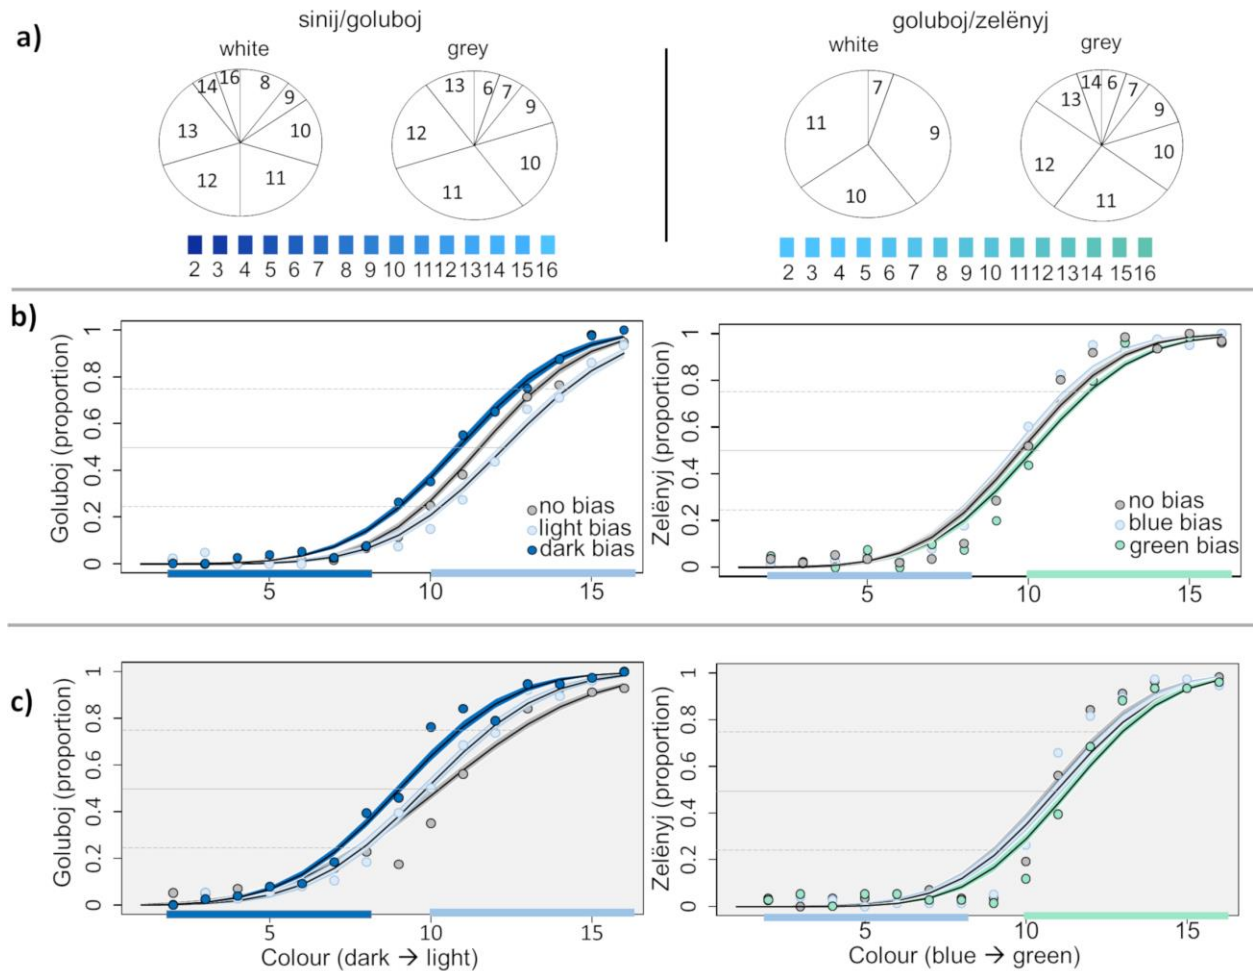 a)
sinij/goluboj
goluboj/zelënyj
white
grey
white
grey
14 16 8 9 10 11 12 13
13 6 7 9 10 11 12
7 9 10 11
14 6 7 9 10 11 12 13
2 3 4 5 6 7 8 9 10 11 12 13 14 15 16
2 3 4 5 6 7 8 9 10 11 12 13 14 15 16
b)
Goluboj (proportion)
0 0.2 0.4 0.6 0.8 1
no bias
light bias
dark bias
5 10 15
Zelënyj (proportion)
0 0.2 0.4 0.6 0.8 1
no bias
blue bias
green bias
5 10 15
c)
Goluboj (proportion)
0 0.2 0.4 0.6 0.8 1
5 10 15
Colour (dark → light)
Zelënyj (proportion)
0 0.2 0.4 0.6 0.8 1
5 10 15
Colour (blue → green)